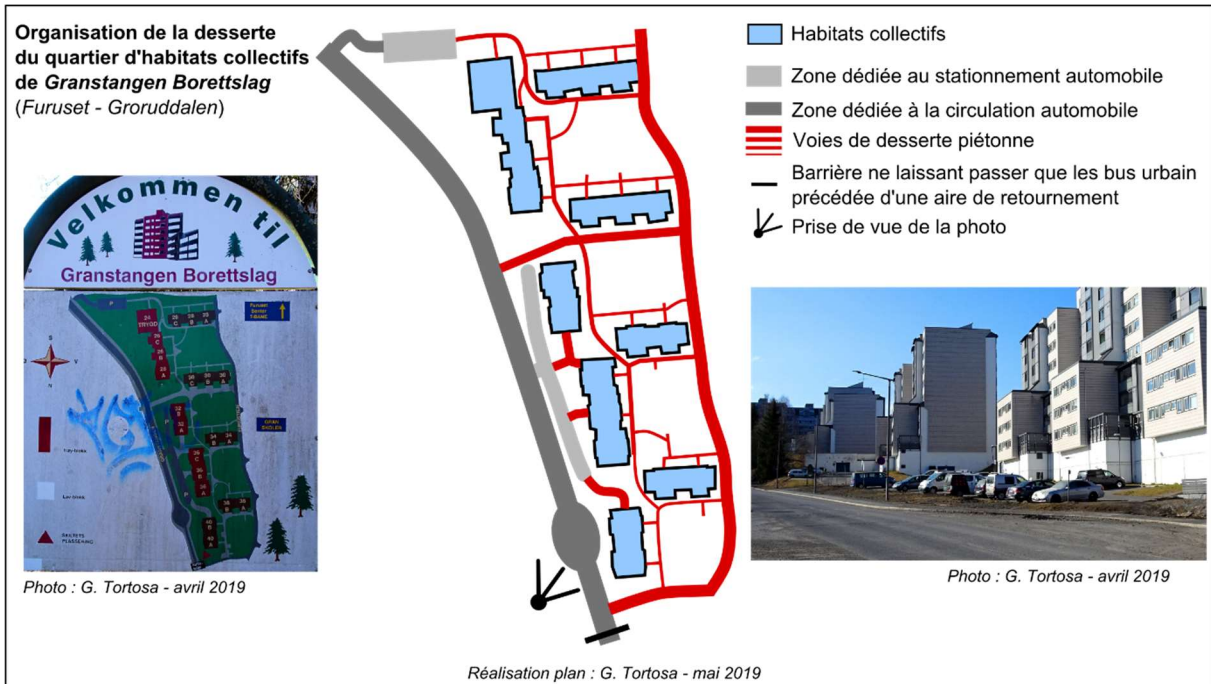 Organisation de la desserte
du quartier d'habitats collectifs
de Granstangen Borettslag
(Furuset - Groruddalen)
Velkommen til
Granstangen Borettslag
Photo : G. Tortosa - avril 2019
Habitats collectifs
Zone dédiée au stationnement automobile
Zone dédiée à la circulation automobile
Voies de desserte piétonne
Barrière ne laissant passer que les bus urbain
précédée d'une aire de retournement
Prise de vue de la photo
Photo : G. Tortosa - avril 2019
Réalisation plan : G. Tortosa - mai 2019